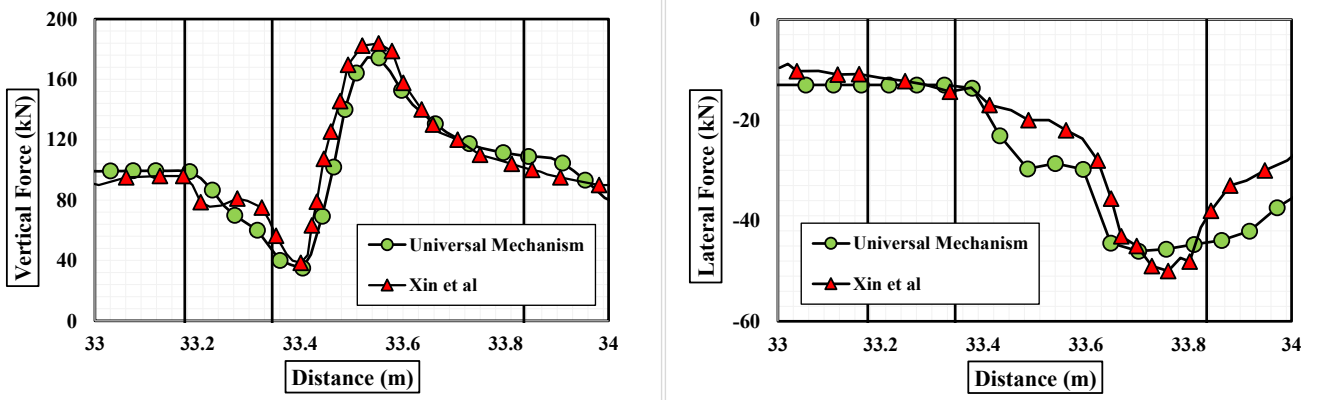 200
160
120
80
40
0
Vertical Force (kN)
Universal Mechanism
Xin et al
33
33.2
33.4
33.6
33.8
34
Distance (m)
0
-20
-40
-60
Lateral Force (kN)
Universal Mechanism
Xin et al
33
33.2
33.4
33.6
33.8
34
Distance (m)